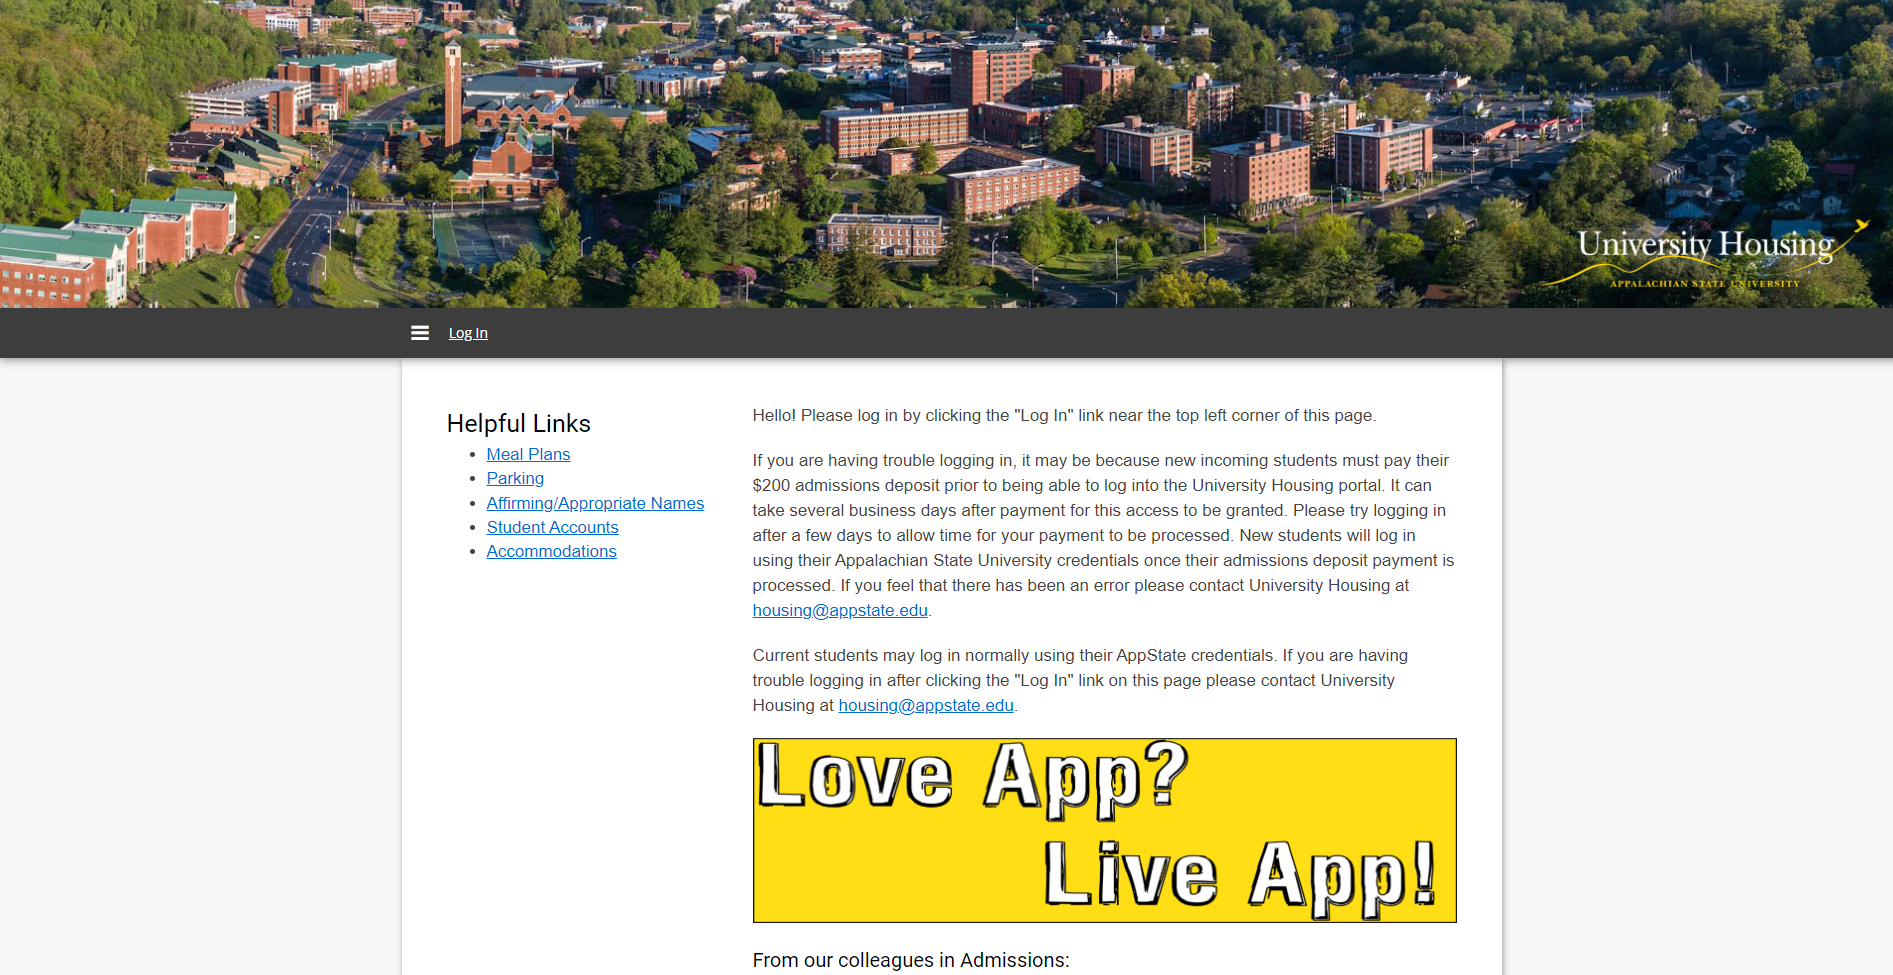 University Housing
APPALACHIAN STATE UNIVERSITY
Log In
Helpful Links
Meal Plans
Parking
Affirming/Appropriate Names
Student Accounts
Accommodations
Hello! Please log in by clicking the "Log In" link near the top left corner of this page.
If you are having trouble logging in, it may be because new incoming students must pay their
$200 admissions deposit prior to being able to log into the University Housing portal. It can
take several business days after payment for this access to be granted. Please try logging in
after a few days to allow time for your payment to be processed. New students will log in
using their Appalachian State University credentials once their admissions deposit payment is
processed. If you feel that there has been an error please contact University Housing at
housing@appstate.edu.
Current students may log in normally using their AppState credentials. If you are having
trouble logging in after clicking the "Log In" link on this page please contact University
Housing at housing@appstate.edu.
Love App?
Live App!
From our colleagues in Admissions: